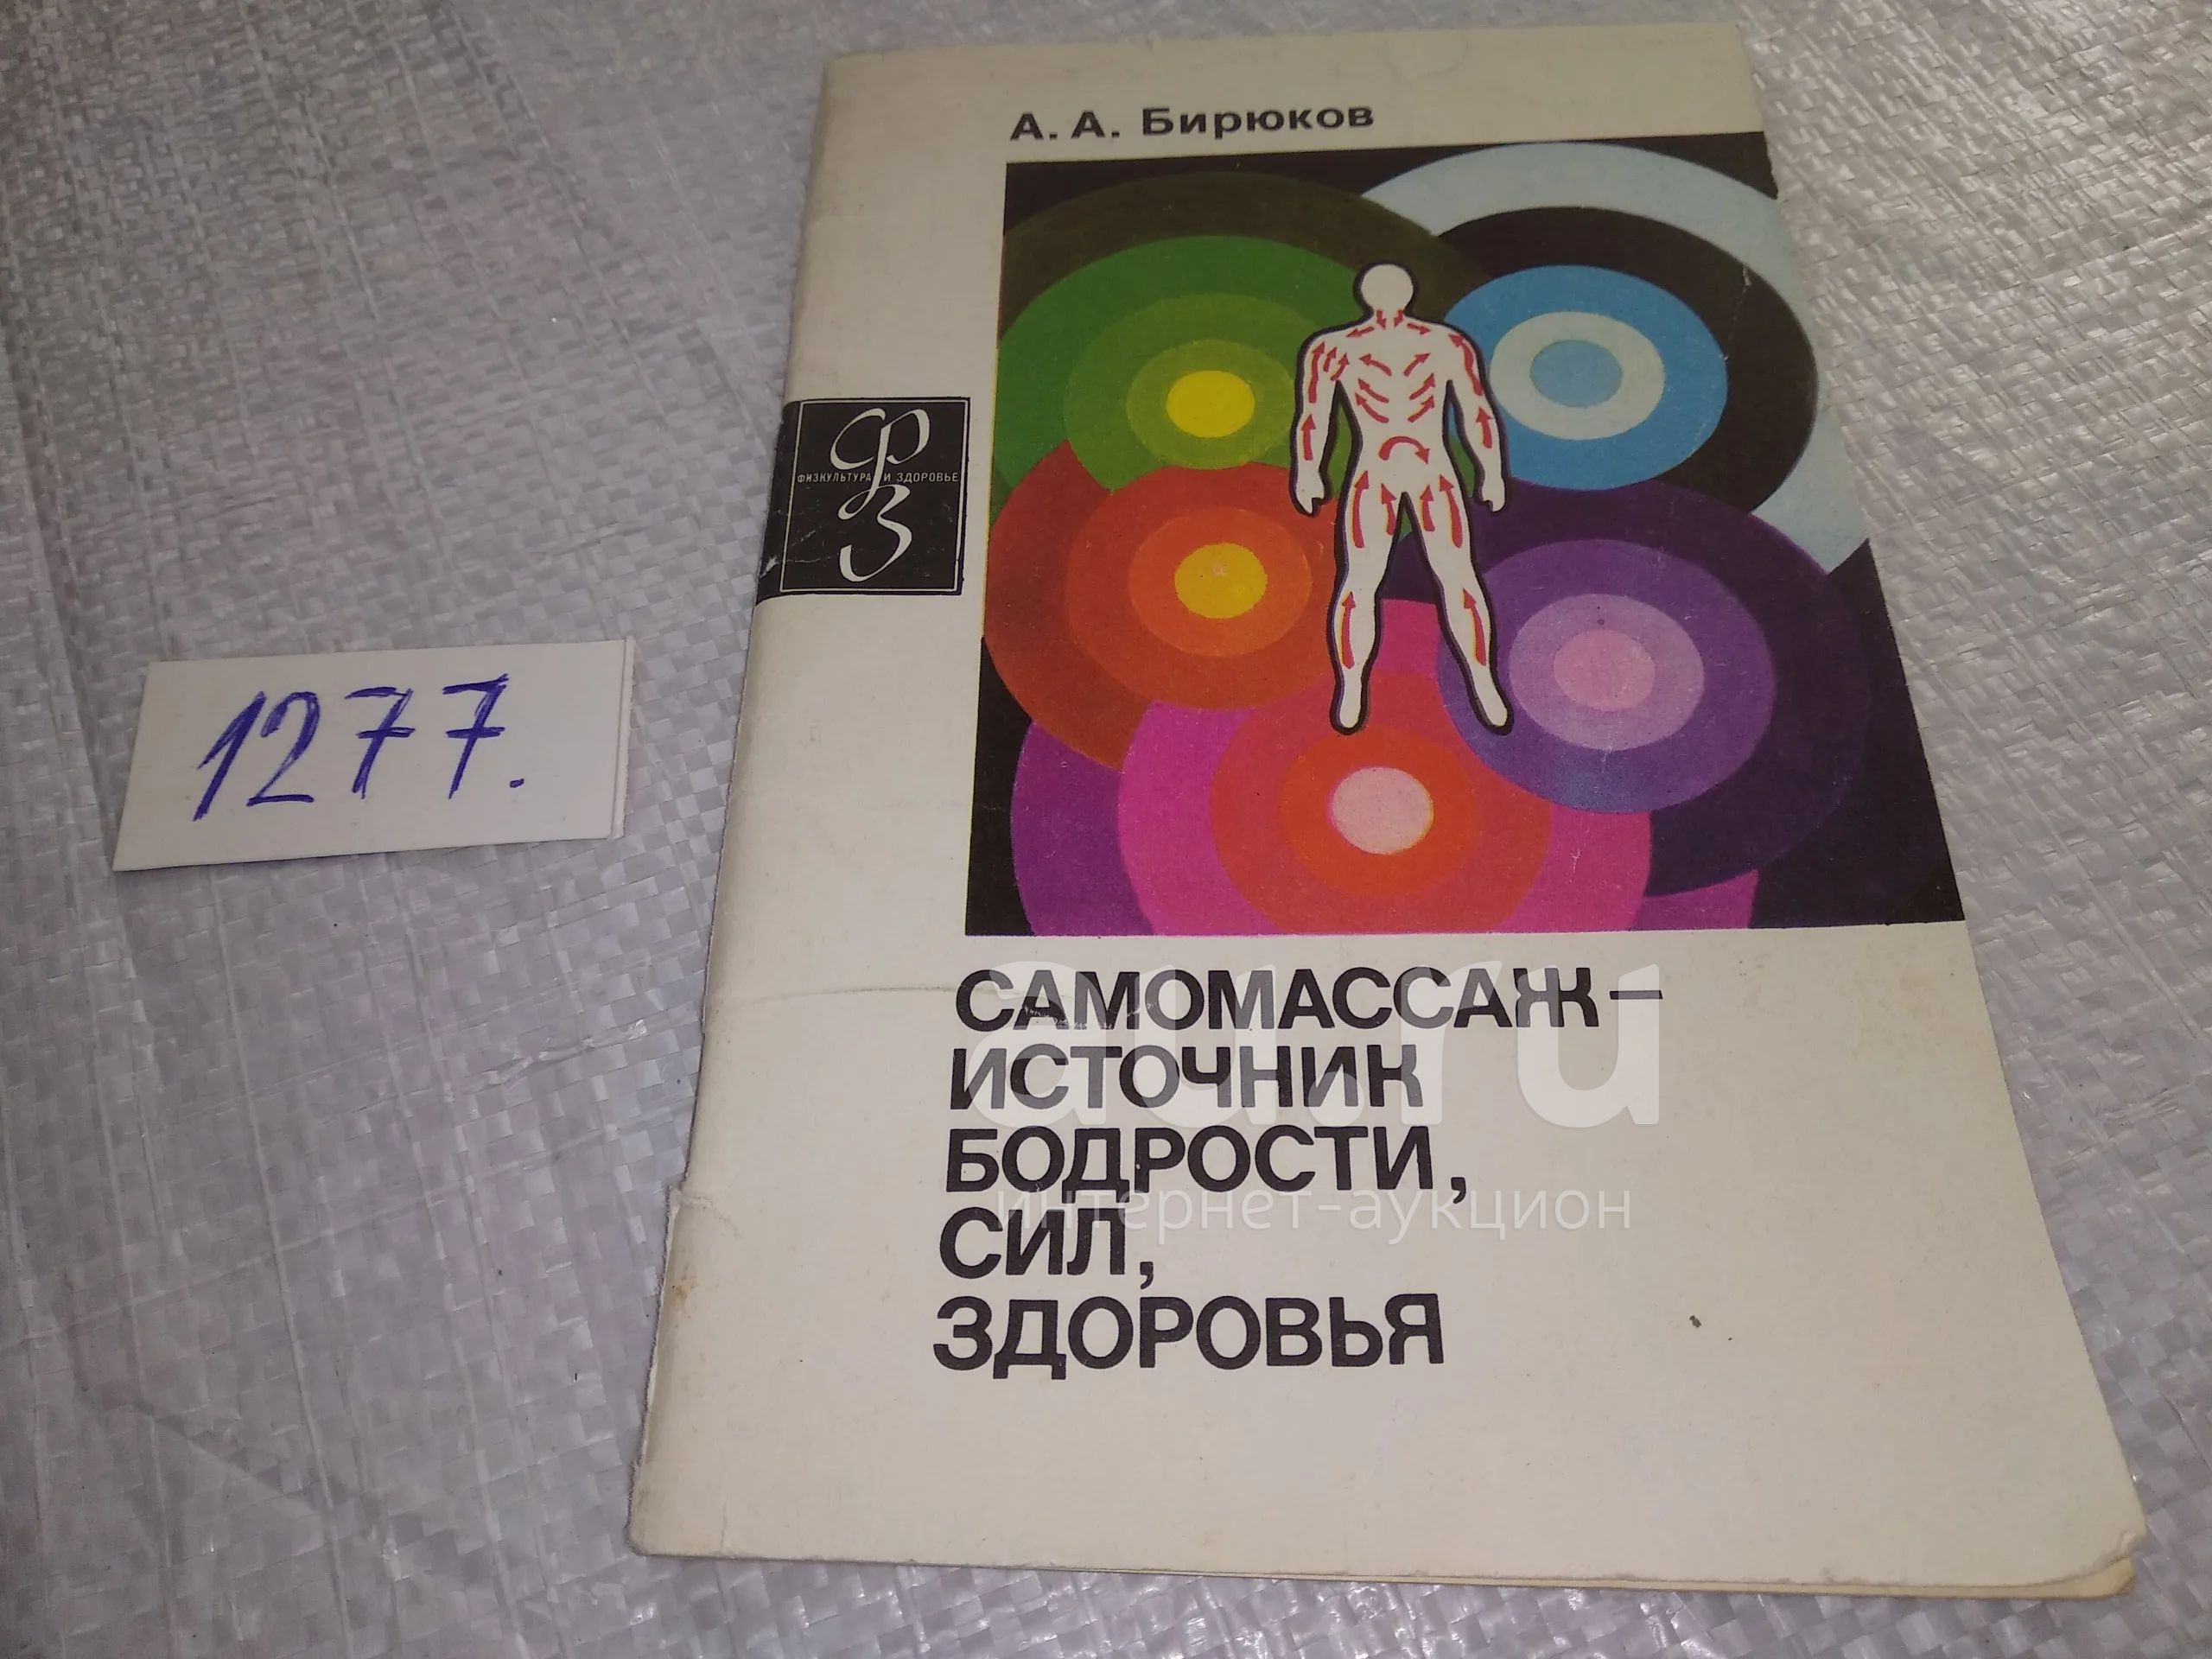 А. А. Бирюков
ФЗ
ФИЗКУЛЬТУРА И ЗДОРОВЬЕ
1277.
САМОМАССАЖ –
ИСТОЧНИК
БОДРОСТИ,
СИЛ,
ЗДОРОВЬЯ
au.ru
интернет-аукцион